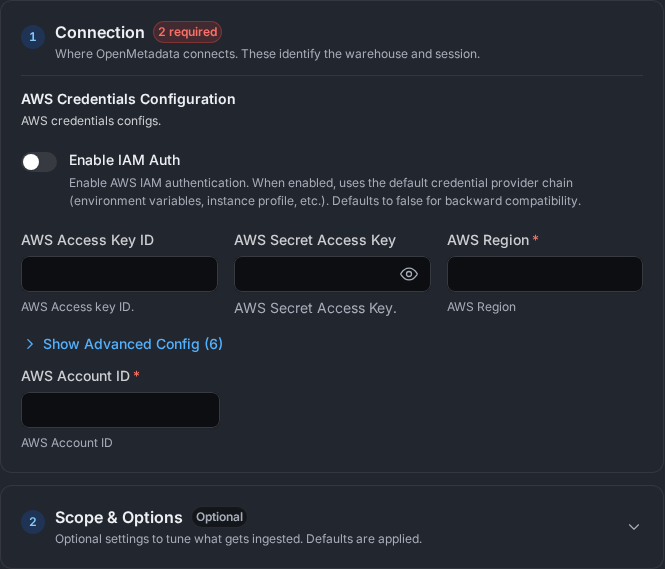 1
Connection 2 required
Where OpenMetadata connects. These identify the warehouse and session.
AWS Credentials Configuration
AWS credentials configs.
Enable IAM Auth
Enable AWS IAM authentication. When enabled, uses the default credential provider chain
(environment variables, instance profile, etc.). Defaults to false for backward compatibility.
AWS Access Key ID
AWS Secret Access Key
AWS Region *
AWS Access key ID.
AWS Secret Access Key.
AWS Region
Show Advanced Config (6)
AWS Account ID *
AWS Account ID
2
Scope & Options Optional
Optional settings to tune what gets ingested. Defaults are applied.